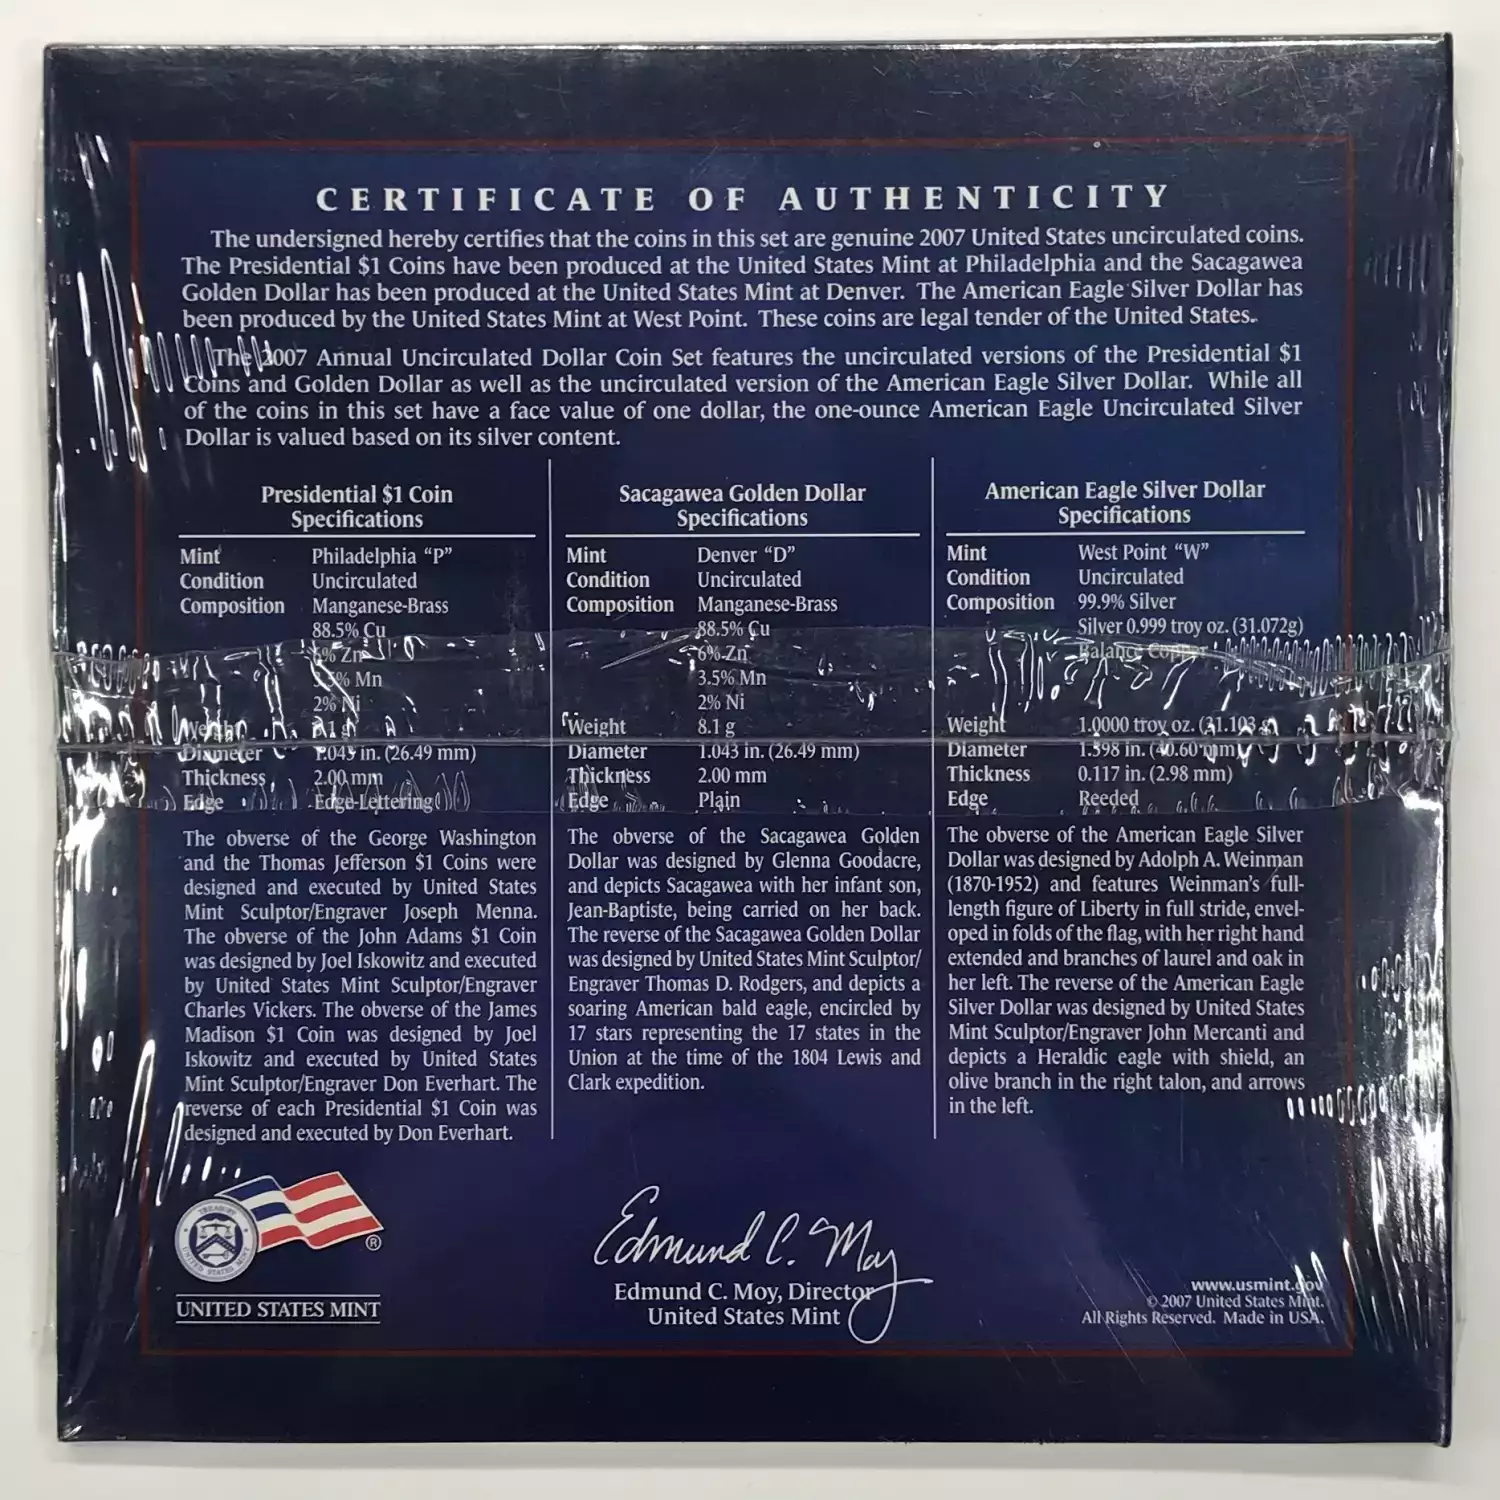 CERTIFICATE OF AUTHENTICITY
The undersigned hereby certifies that the coins in this set are genuine 2007 United States uncirculated coins.
The Presidential $1 Coins have been produced at the United States Mint at Philadelphia and the Sacagawea
Golden Dollar has been produced at the United States Mint at Denver. The American Eagle Silver Dollar has
been produced by the United States Mint at West Point. These coins are legal tender of the United States.
The 2007 Annual Uncirculated Dollar Coin Set features the uncirculated versions of the Presidential $1
Coins and Golden Dollar as well as the uncirculated version of the American Eagle Silver Dollar. While all
of the coins in this set have a face value of one dollar, the one-ounce American Eagle Uncirculated Silver
Dollar is valued based on its silver content.
Presidential $1 Coin
Specifications
Mint Philadelphia “P”
Condition Uncirculated
Composition Manganese-Brass
88.5% Cu
6% Zn
3.5% Mn
2% Ni
Weight 8.1 g
Diameter 1.043 in. (26.49 mm)
Thickness 2.00 mm
Edge Edge-Lettering
The obverse of the George Washington
and the Thomas Jefferson $1 Coins were
designed and executed by United States
Mint Sculptor/Engraver Joseph Menna.
The obverse of the John Adams $1 Coin
was designed by Joel Iskowitz and executed
by United States Mint Sculptor/Engraver
Charles Vickers. The obverse of the James
Madison $1 Coin was designed by Joel
Iskowitz and executed by United States
Mint Sculptor/Engraver Don Everhart. The
reverse of each Presidential $1 Coin was
designed and executed by Don Everhart.
Sacagawea Golden Dollar
Specifications
Mint Denver “D”
Condition Uncirculated
Composition Manganese-Brass
88.5% Cu
6% Zn
3.5% Mn
2% Ni
Weight 8.1 g
Diameter 1.043 in. (26.49 mm)
Thickness 2.00 mm
Edge Plain
The obverse of the Sacagawea Golden
Dollar was designed by Glenna Goodacre,
and depicts Sacagawea with her infant son,
Jean-Baptiste, being carried on her back.
The reverse of the Sacagawea Golden Dollar
was designed by United States Mint Sculptor/
Engraver Thomas D. Rodgers, and depicts a
soaring American bald eagle, encircled by
17 stars representing the 17 states in the
Union at the time of the 1804 Lewis and
Clark expedition.
American Eagle Silver Dollar
Specifications
Mint West Point “W”
Condition Uncirculated
Composition 99.9% Silver
Silver 0.999 troy oz. (31.072g)
Balance Copper
Weight 1.0000 troy oz. (31.103 g)
Diameter 1.598 in. (40.60 mm)
Thickness 0.117 in. (2.98 mm)
Edge Reeded
The obverse of the American Eagle Silver
Dollar was designed by Adolph A. Weinman
(1870-1952) and features Weinman’s full-
length figure of Liberty in full stride, envel-
oped in folds of the flag, with her right hand
extended and branches of laurel and oak in
her left. The reverse of the American Eagle
Silver Dollar was designed by United States
Mint Sculptor/Engraver John Mercanti and
depicts a Heraldic eagle with shield, an
olive branch in the right talon, and arrows
in the left.
®
UNITED STATES MINT
Edmund C. Moy
Edmund C. Moy, Director
United States Mint
www.usmint.gov
© 2007 United States Mint.
All Rights Reserved. Made in USA.